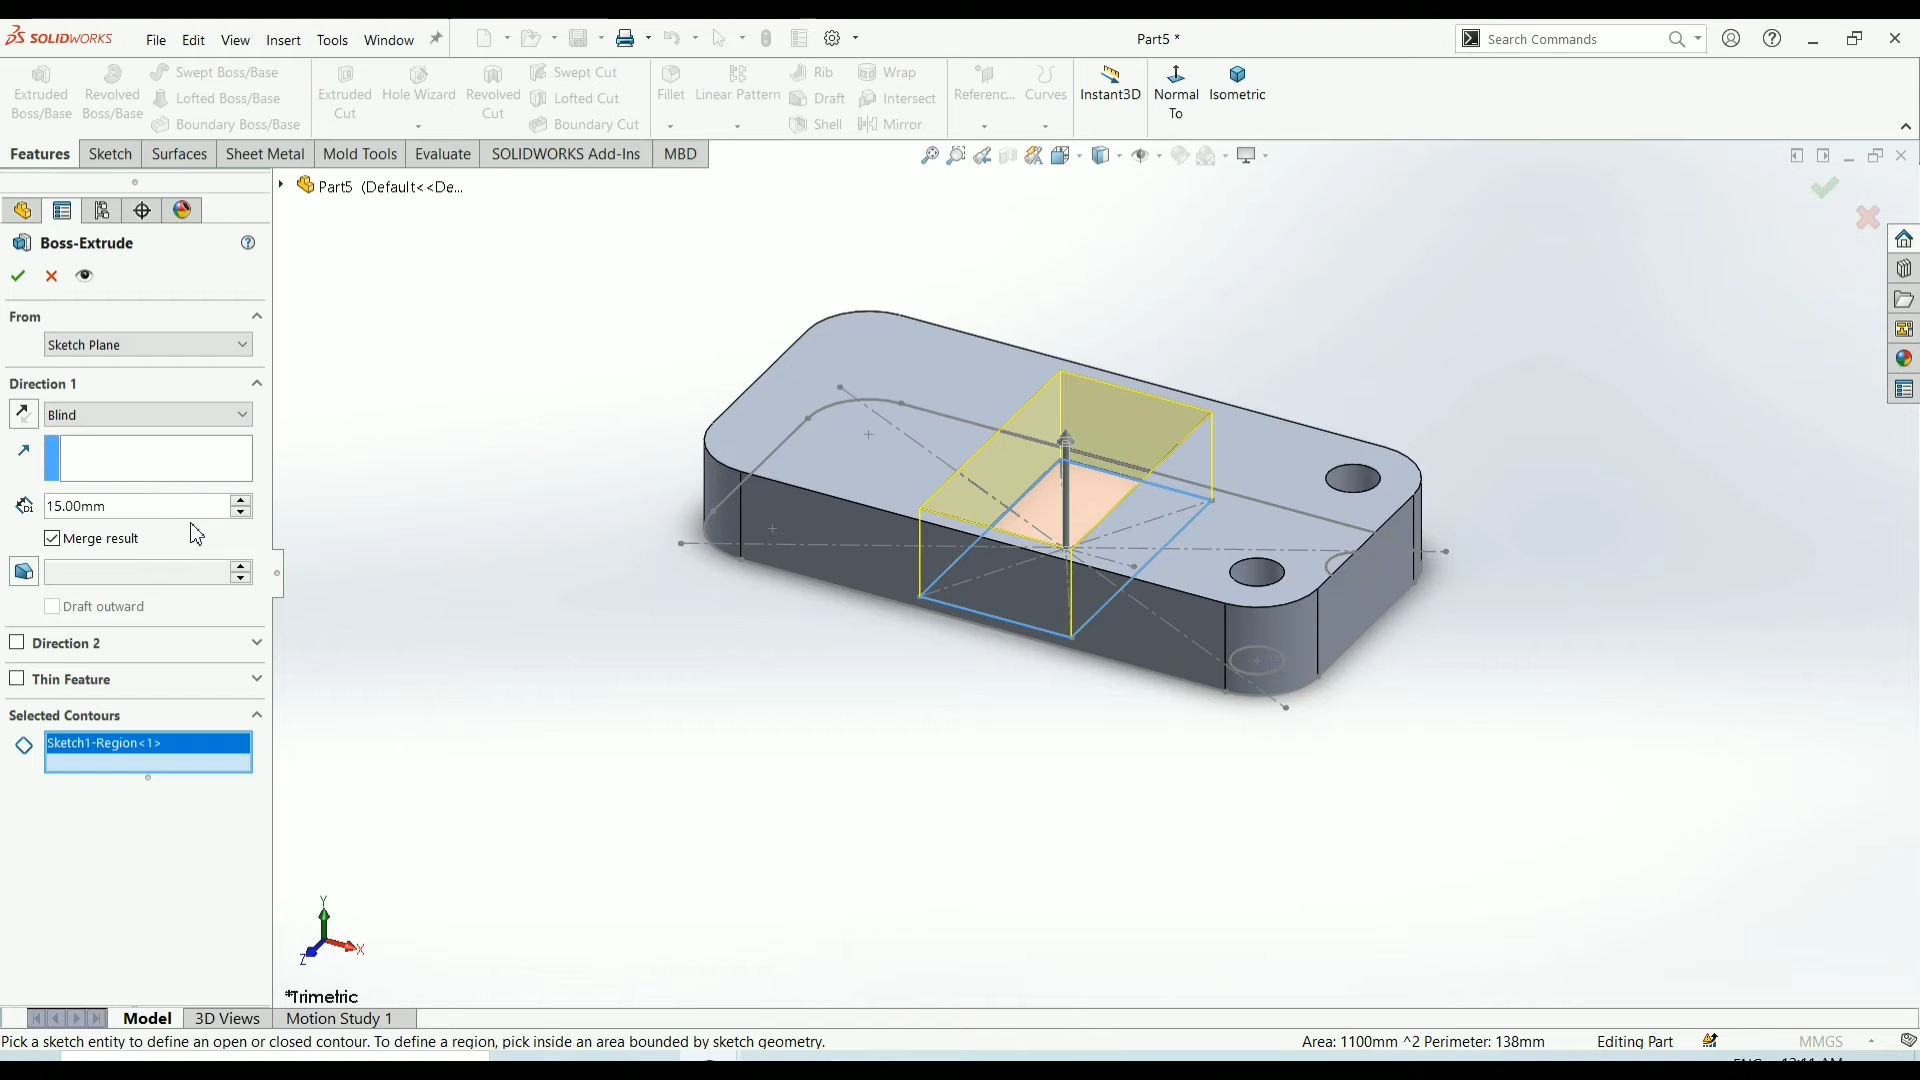 SOLIDWORKS File Edit View Insert Tools Window Part5 * Search Commands
Extruded Boss/Base
Revolved Boss/Base
Swept Boss/Base
Lofted Boss/Base
Boundary Boss/Base
Extruded Cut
Hole Wizard
Revolved Cut
Swept Cut
Lofted Cut
Boundary Cut
Fillet
Linear Pattern
Rib
Draft
Shell
Wrap
Intersect
Mirror
Referenc...
Curves
Instant3D
Normal To
Isometric
Features Sketch Surfaces Sheet Metal Mold Tools Evaluate SOLIDWORKS Add-Ins MBD
Part5 (Default<<De...
Boss-Extrude
From
Sketch Plane
Direction 1
Blind
D1
15.00mm
Merge result
Draft outward
Direction 2
Thin Feature
Selected Contours
Sketch1-Region<1>
Y
X
Z
*Trimetric
Model 3D Views Motion Study 1
Pick a sketch entity to define an open or closed contour. To define a region, pick inside an area bounded by sketch geometry. Area: 1100mm ^2 Perimeter: 138mm Editing Part MMGS